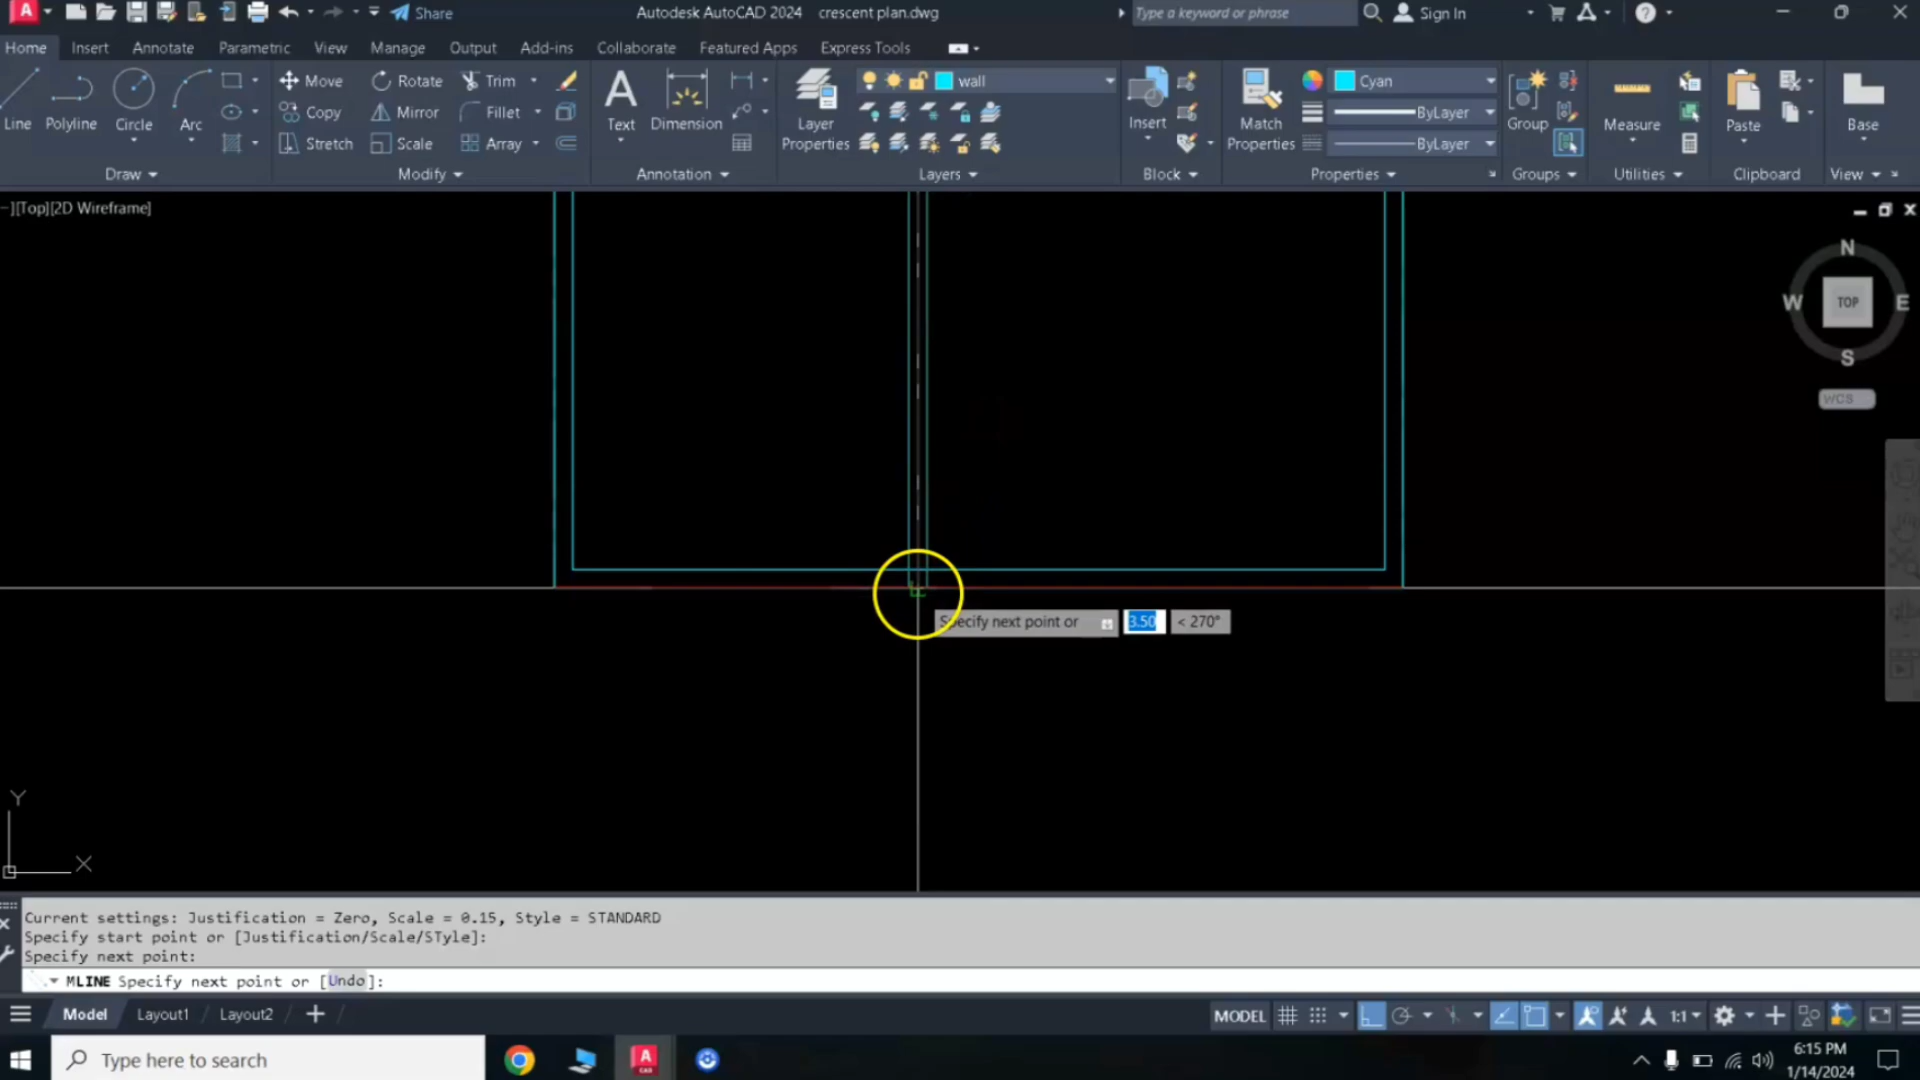 Share
Autodesk AutoCAD 2024 crescent plan.dwg
Type a keyword or phrase
Sign In
Home Insert Annotate Parametric View Manage Output Add-ins Collaborate Featured Apps Express Tools
Line Polyline Circle Arc
Move Rotate Trim
Copy Mirror Fillet
Stretch Scale Array
Text Dimension
Layer Properties
wall
Insert
Match Properties
Cyan
ByLayer
ByLayer
Group
Measure
Paste
Base
Draw Modify Annotation Layers Block Properties Groups Utilities Clipboard View
−][Top][2D Wireframe]
N
W TOP E
S
WCS
Specify next point or 3.50 < 270°
Y
X
Current settings: Justification = Zero, Scale = 0.15, Style = STANDARD
Specify start point or [Justification/Scale/STyle]:
Specify next point:
MLINE Specify next point or [Undo]:
Model Layout1 Layout2 +
MODEL 1:1
Type here to search
A
CAD
6:15 PM
1/14/2024